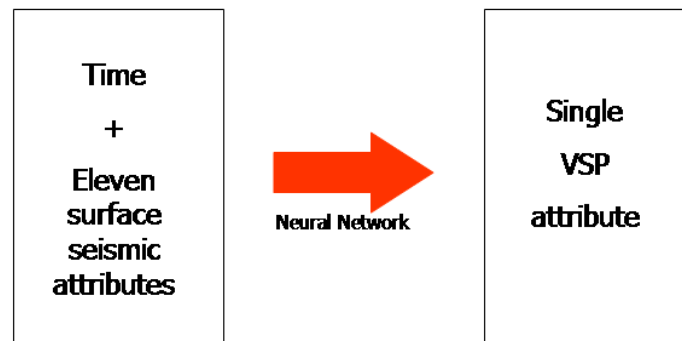 Time
+
Eleven
surface
seismic
attributes
Neural Network
Single
VSP
attribute